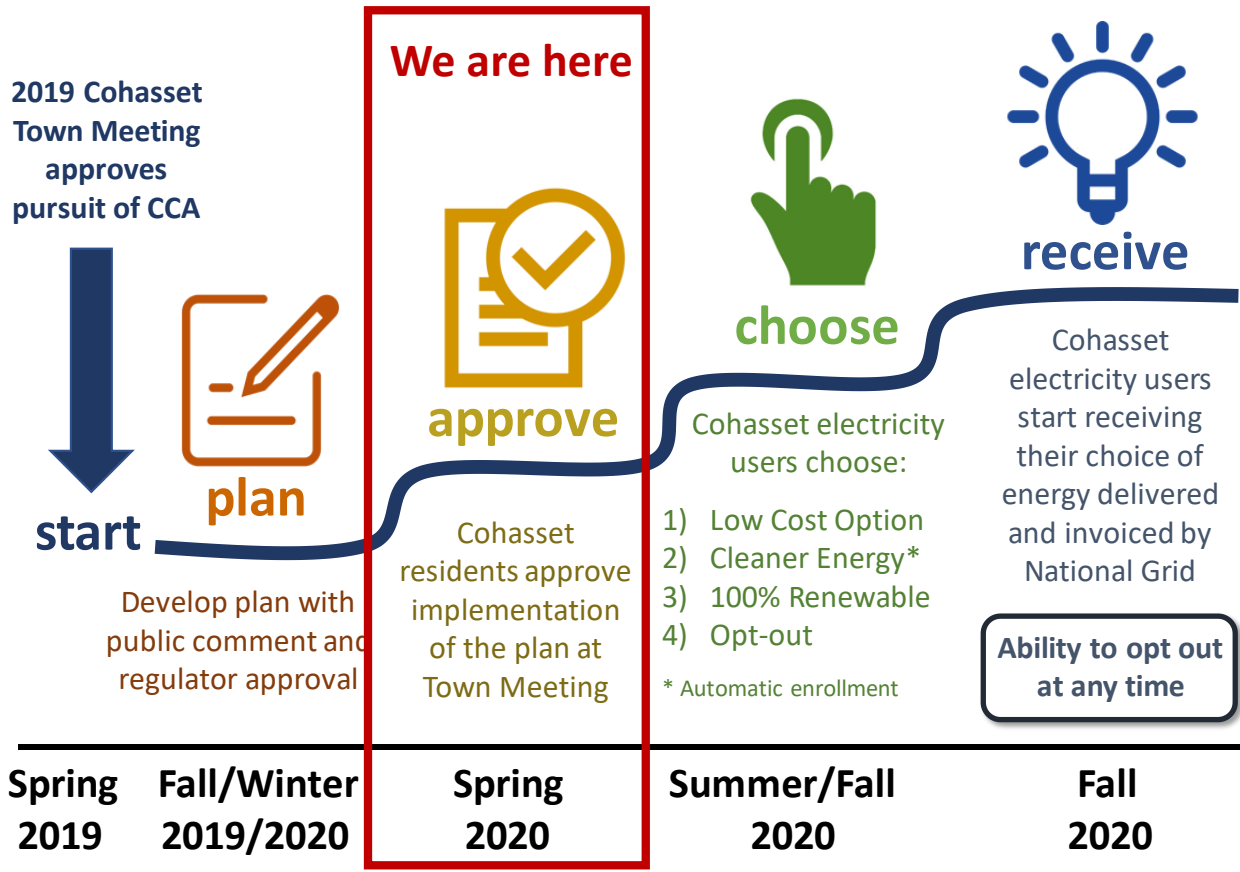 2019 Cohasset
Town Meeting
approves
pursuit of CCA
start
plan
Develop plan with
public comment and
regulator approval
We are here
approve
Cohasset
residents approve
implementation
of the plan at
Town Meeting
choose
Cohasset electricity
users choose:
1) Low Cost Option
2) Cleaner Energy*
3) 100% Renewable
4) Opt-out
* Automatic enrollment
receive
Cohasset
electricity users
start receiving
their choice of
energy delivered
and invoiced by
National Grid
Ability to opt out
at any time
Spring
2019
Fall/Winter
2019/2020
Spring
2020
Summer/Fall
2020
Fall
2020